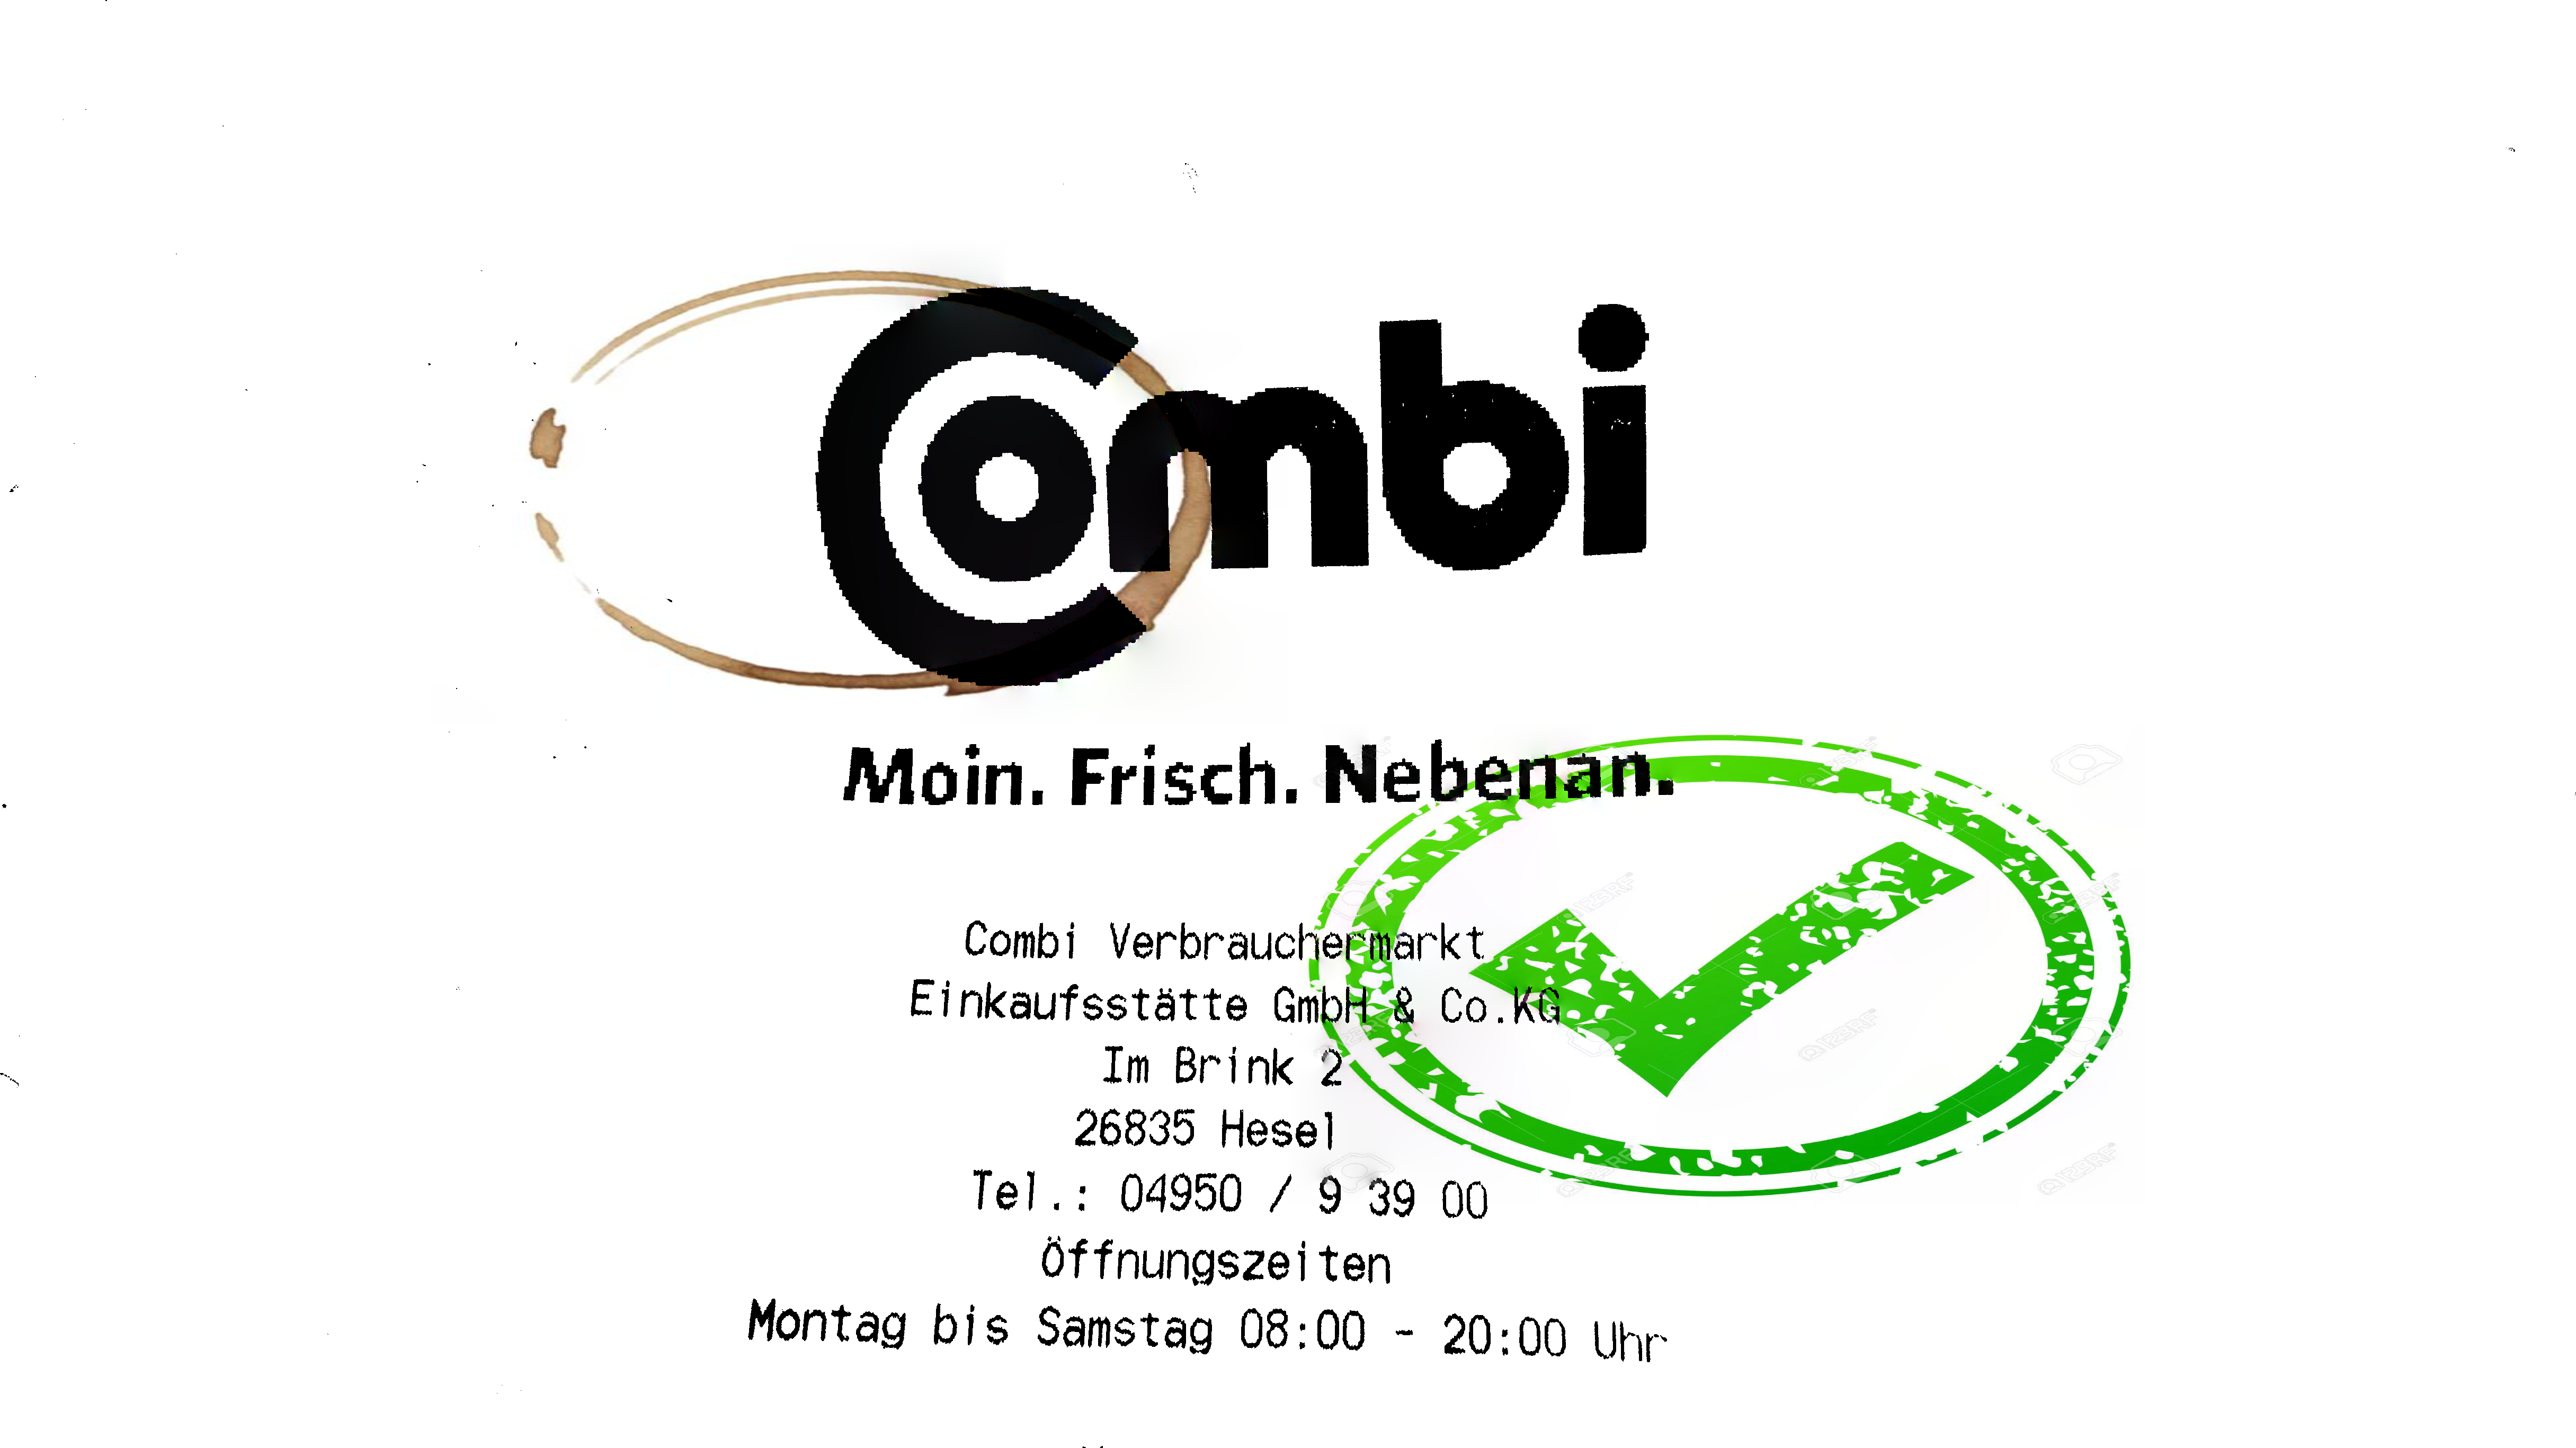 Combi
Moin. Frisch. Nebenan.
Combi Verbrauchermarkt
Einkaufsstätte GmbH & Co.KG
Im Brink 2
26835 Hesel
Tel.: 04950 / 9 39 00
Öffnungszeiten
Montag bis Samstag 08:00 - 20:00 Uhr